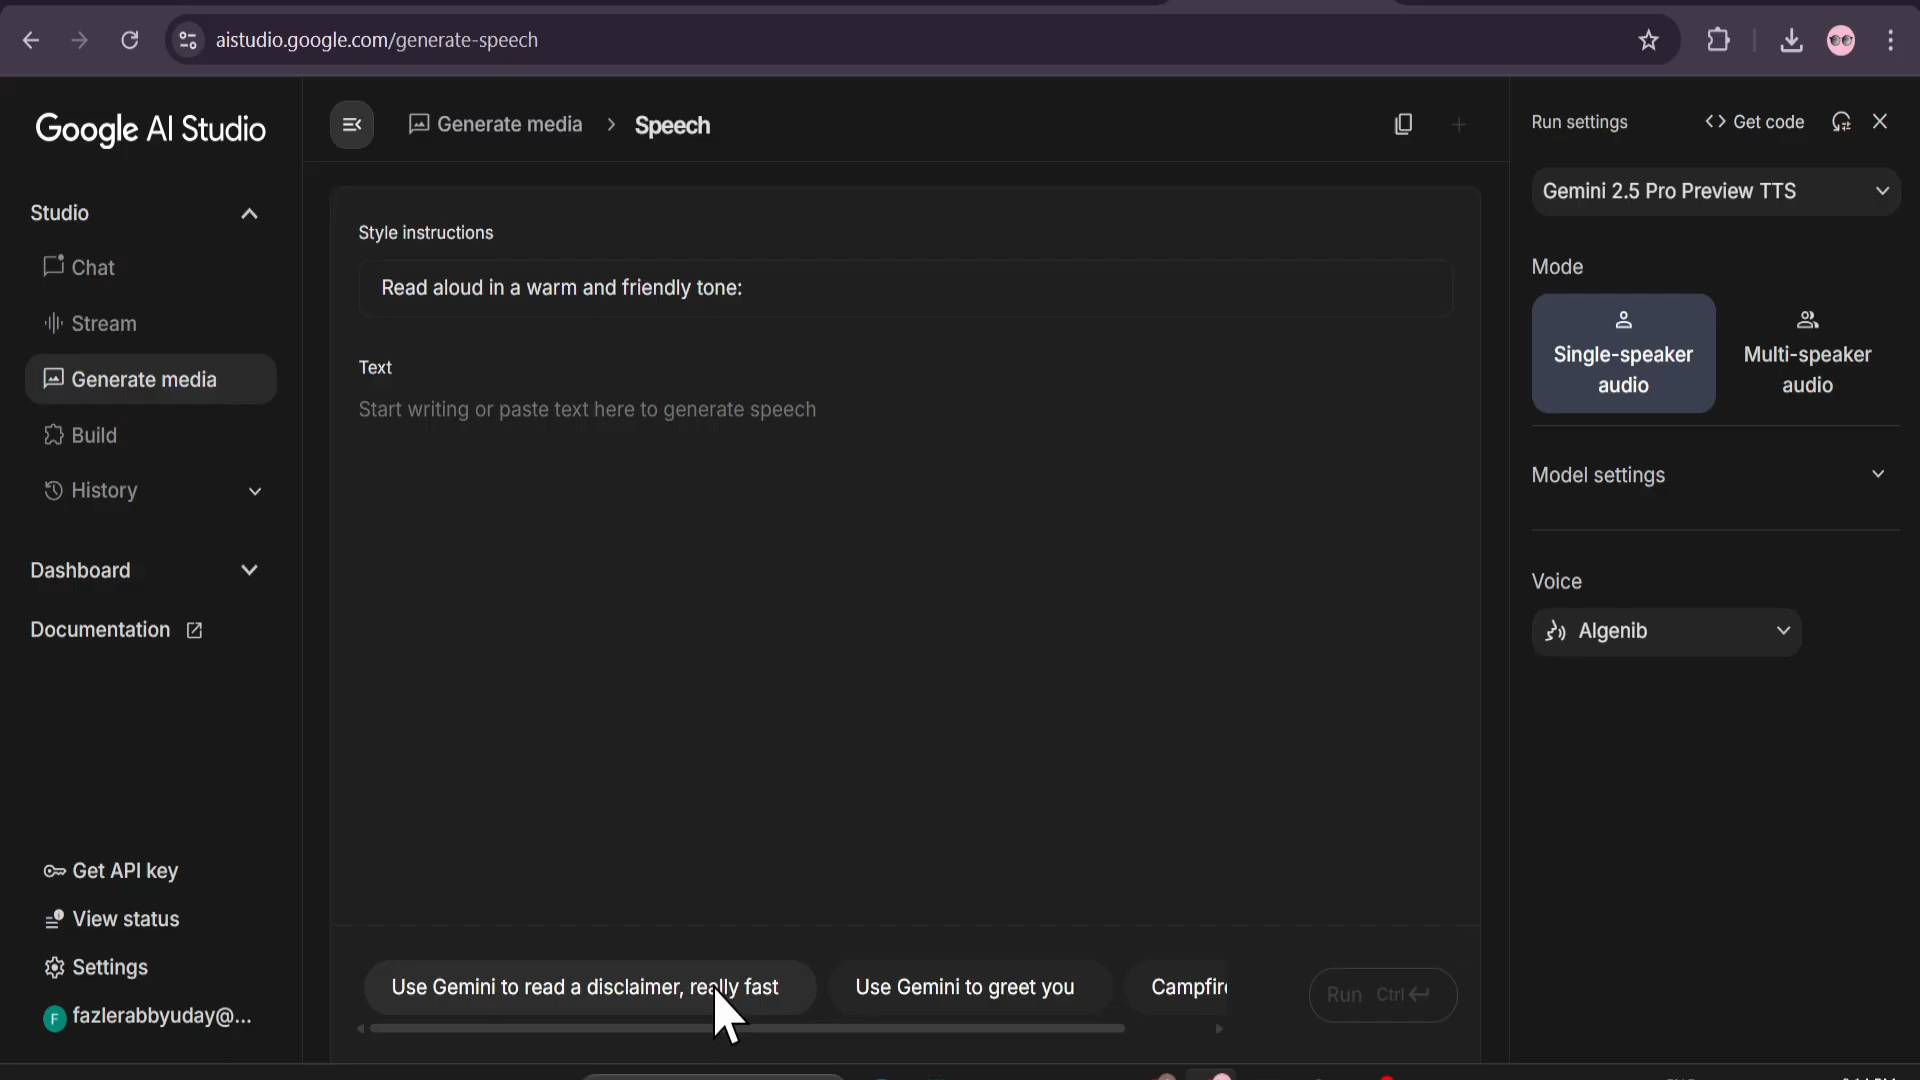 aistudio.google.com/generate-speech
Google AI Studio
Studio
Chat
Stream
Generate media
Build
History
Dashboard
Documentation
Get API key
View status
Settings
F fazlerabbyuday@...
Generate media > Speech
Style instructions
Read aloud in a warm and friendly tone:
Text
Start writing or paste text here to generate speech
Use Gemini to read a disclaimer, really fast
Use Gemini to greet you
Campfir
Run Ctrl
Run settings
<> Get code
Gemini 2.5 Pro Preview TTS
Mode
Single-speaker
audio
Multi-speaker
audio
Model settings
Voice
Algenib